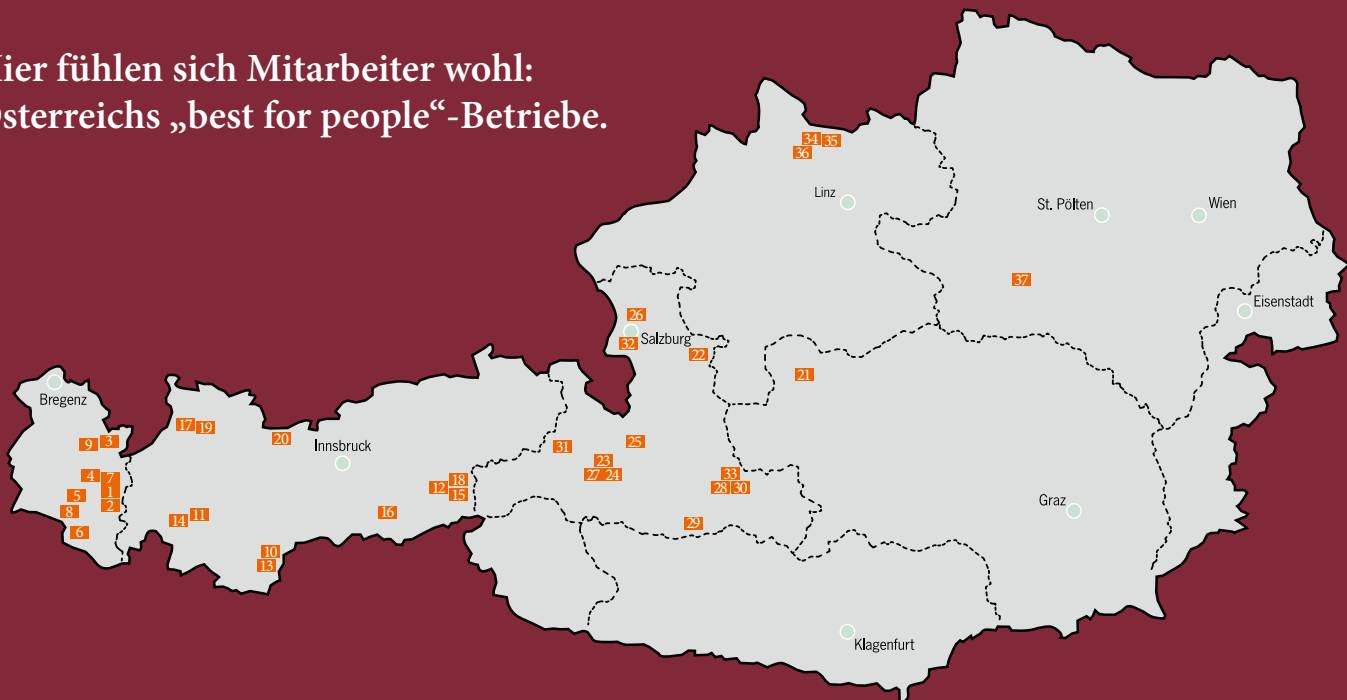 ier fühlen sich Mitarbeiter wohl:
sterreichs „best for people“-Betriebe.
34 35
36
Linz
St. Pölten
Wien
37
Eisenstadt
26
Salzburg
32
22
21
Bregenz
17 19
20
9 3
Innsbruck
31
25
23
27 24
4 7
5 1
8 2
6
12 18
15
16
14 11
10
13
33
28 30
29
Graz
Klagenfurt